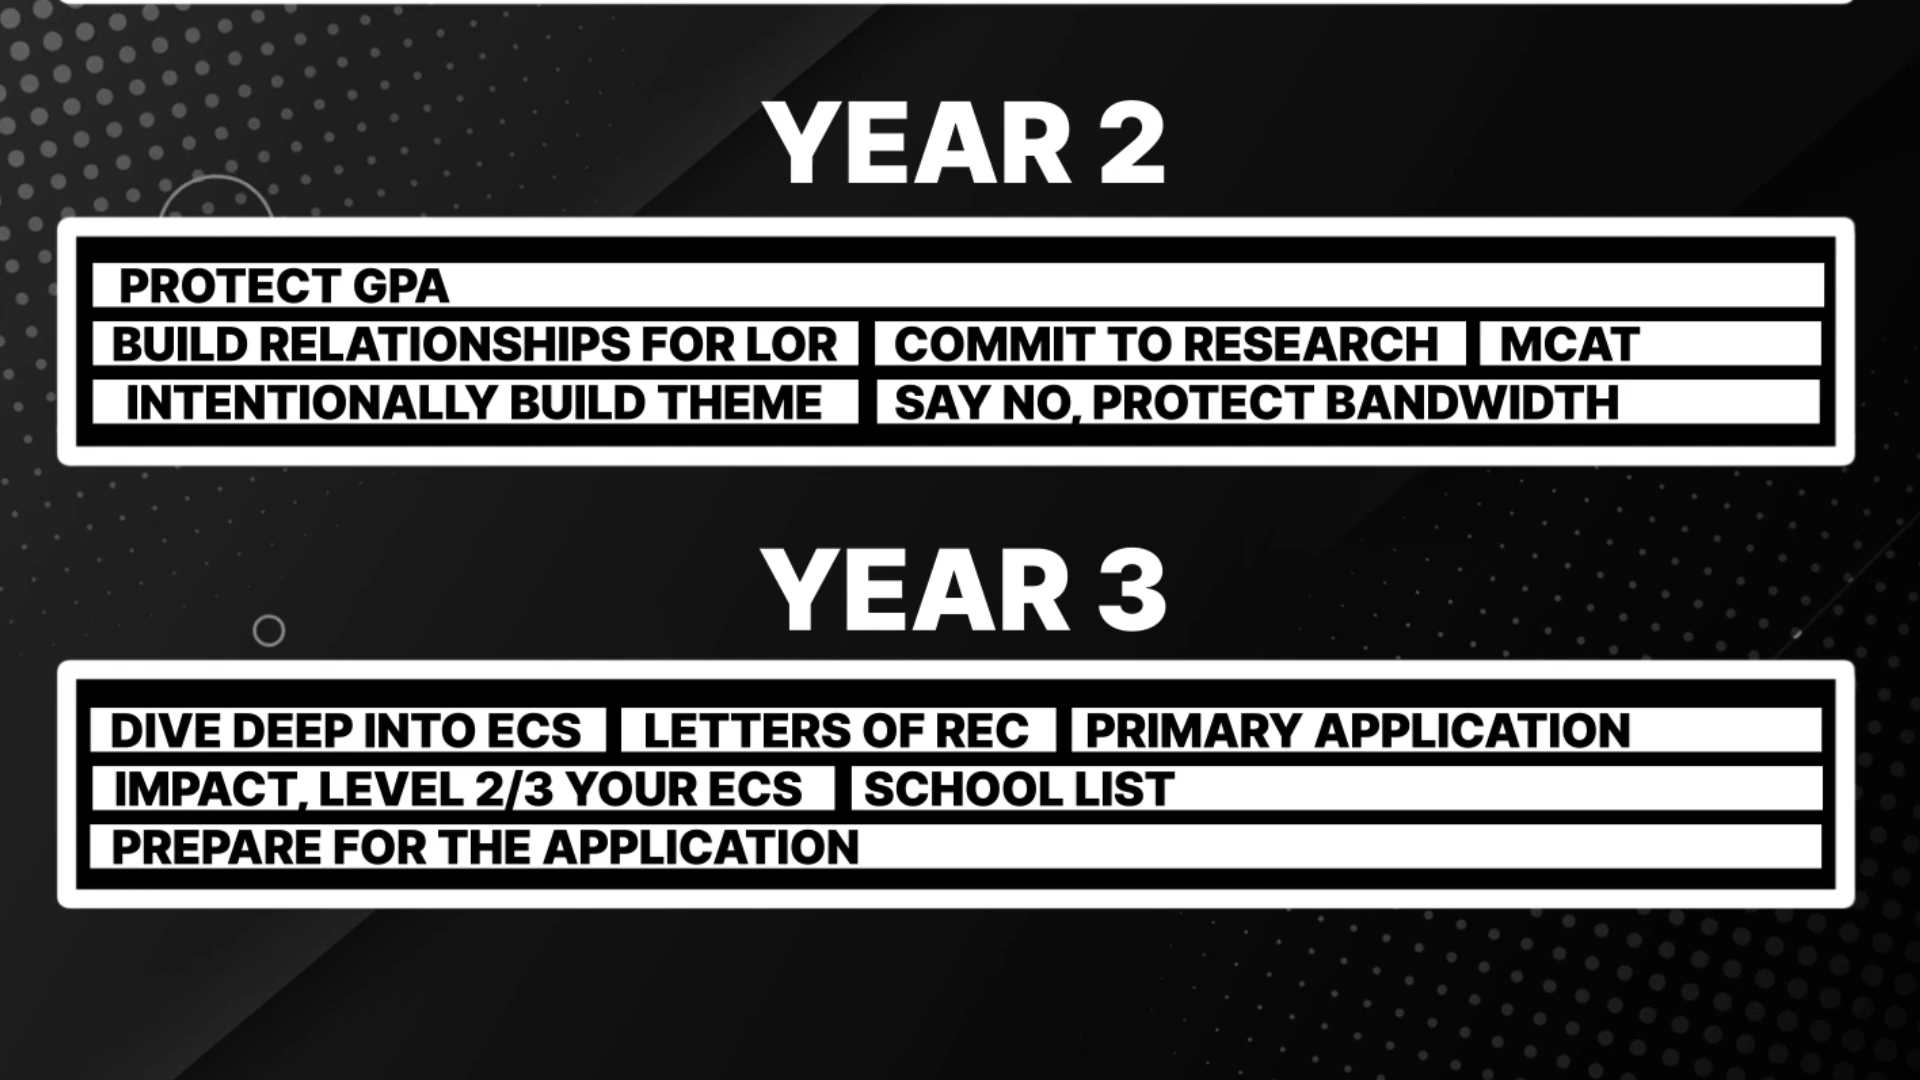 YEAR 2
PROTECT GPA
BUILD RELATIONSHIPS FOR LOR COMMIT TO RESEARCH MCAT
INTENTIONALLY BUILD THEME SAY NO, PROTECT BANDWIDTH
YEAR 3
DIVE DEEP INTO ECS LETTERS OF REC PRIMARY APPLICATION
IMPACT, LEVEL 2/3 YOUR ECS SCHOOL LIST
PREPARE FOR THE APPLICATION